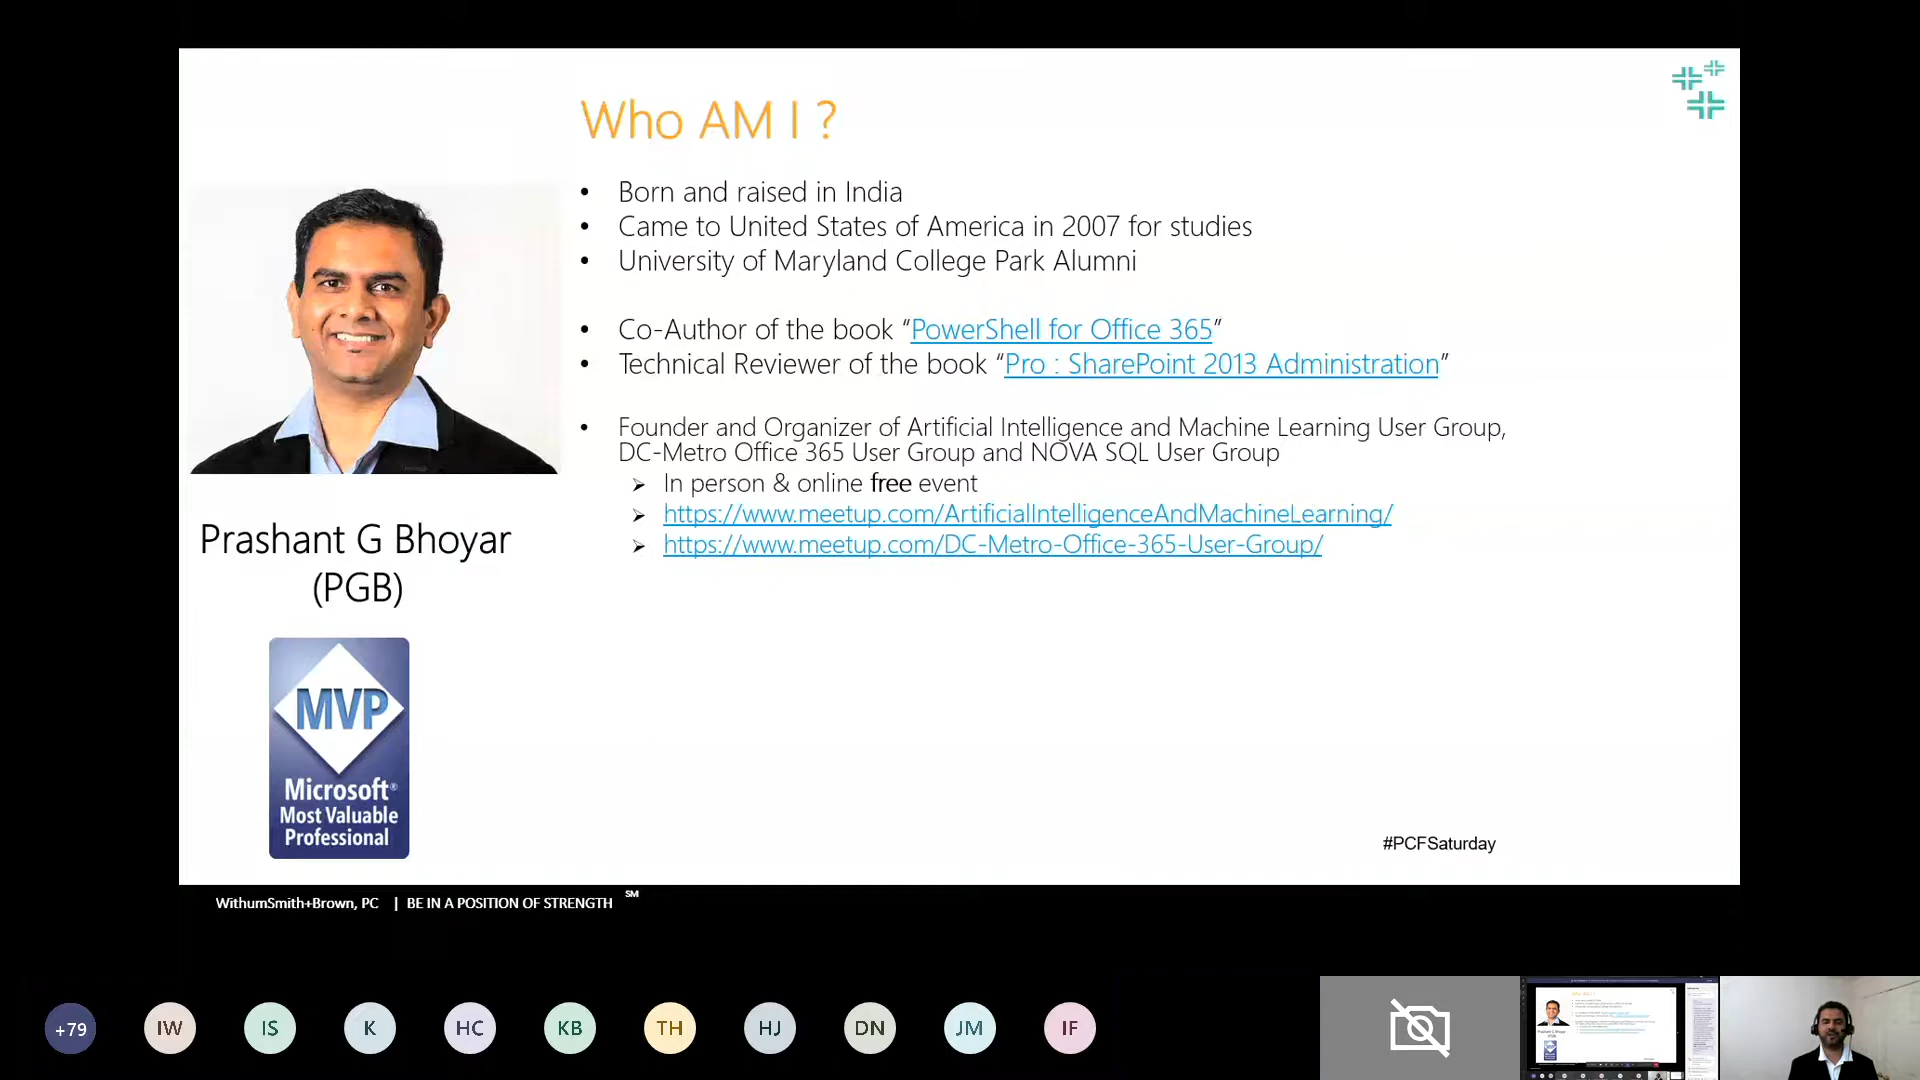 Who AM I ?
• Born and raised in India
• Came to United States of America in 2007 for studies
• University of Maryland College Park Alumni
• Co-Author of the book “PowerShell for Office 365”
• Technical Reviewer of the book “Pro : SharePoint 2013 Administration”
• Founder and Organizer of Artificial Intelligence and Machine Learning User Group,
DC-Metro Office 365 User Group and NOVA SQL User Group
➢ In person & online free event
➢ https://www.meetup.com/ArtificialIntelligenceAndMachineLearning/
➢ https://www.meetup.com/DC-Metro-Office-365-User-Group/
Prashant G Bhoyar
(PGB)
MVP
Microsoft®
Most Valuable
Professional
#PCFSaturday
WithumSmith+Brown, PC | BE IN A POSITION OF STRENGTH SM
+79 IW IS K HC KB TH HJ DN JM IF